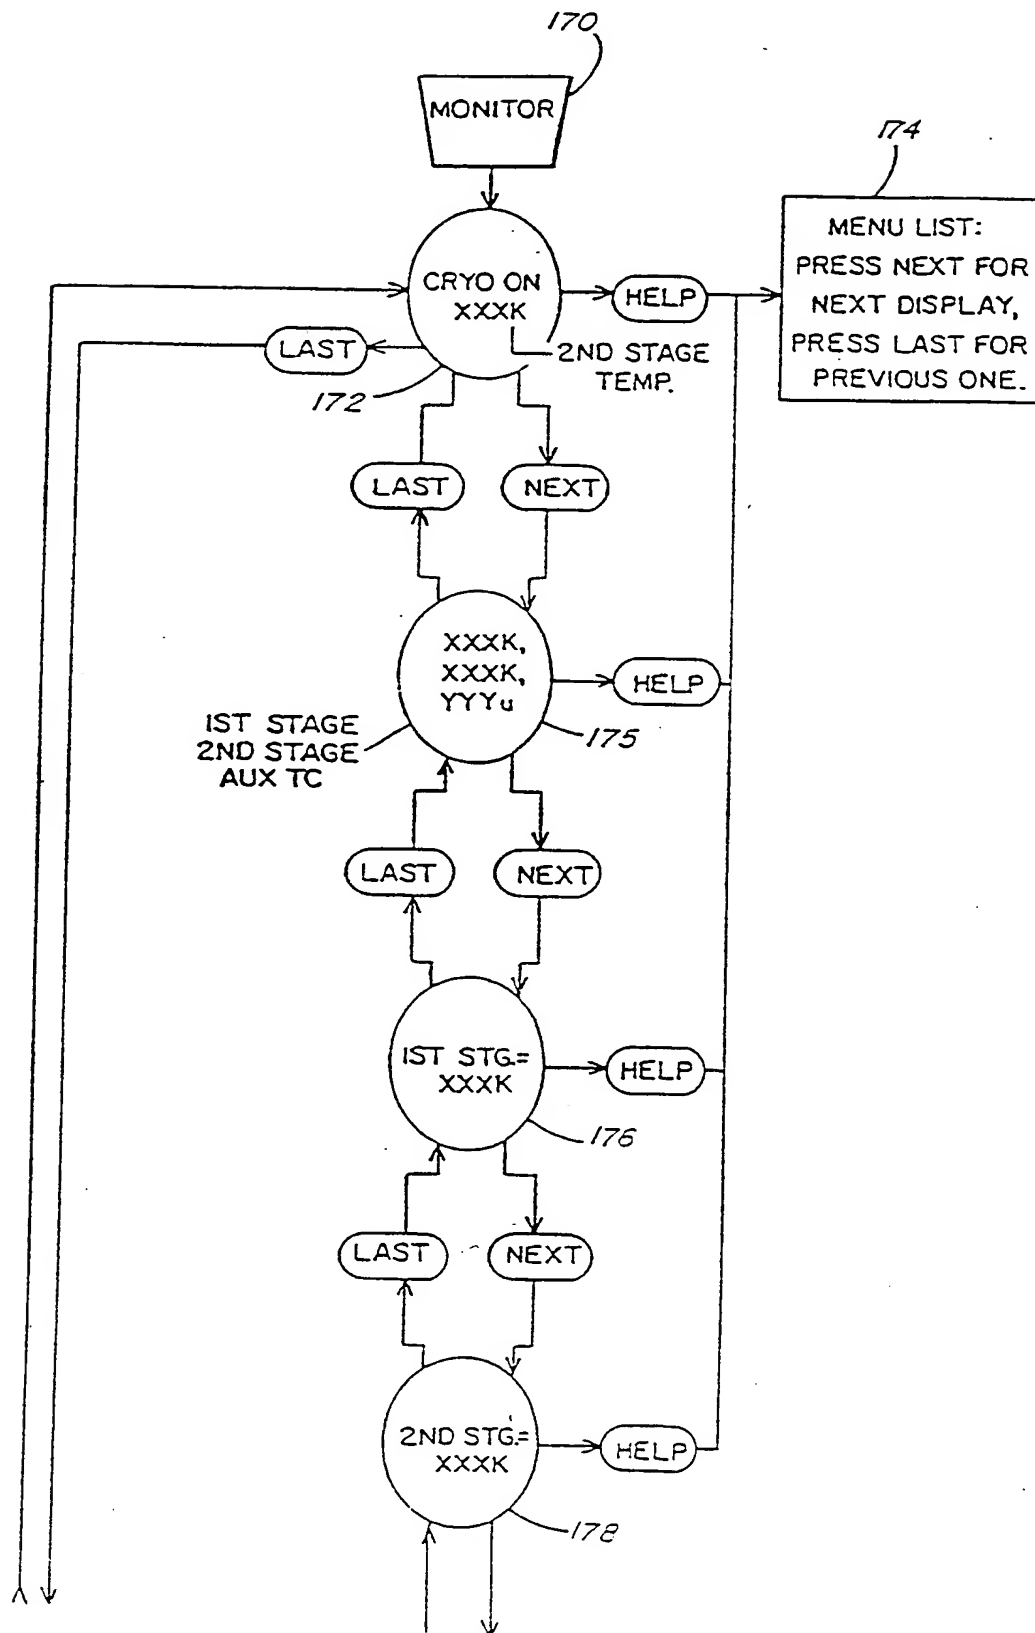 170
MONITOR
174
MENU LIST:
PRESS NEXT FOR
NEXT DISPLAY,
PRESS LAST FOR
PREVIOUS ONE.
CRYO ON
XXXK
HELP
2ND STAGE
TEMP.
LAST
172
LAST
NEXT
XXXK,
XXXK,
YYYu
HELP
1ST STAGE
2ND STAGE
AUX TC
175
LAST
NEXT
1ST STG.=
XXXK
HELP
176
LAST
NEXT
2ND STG.=
XXXK
HELP
178